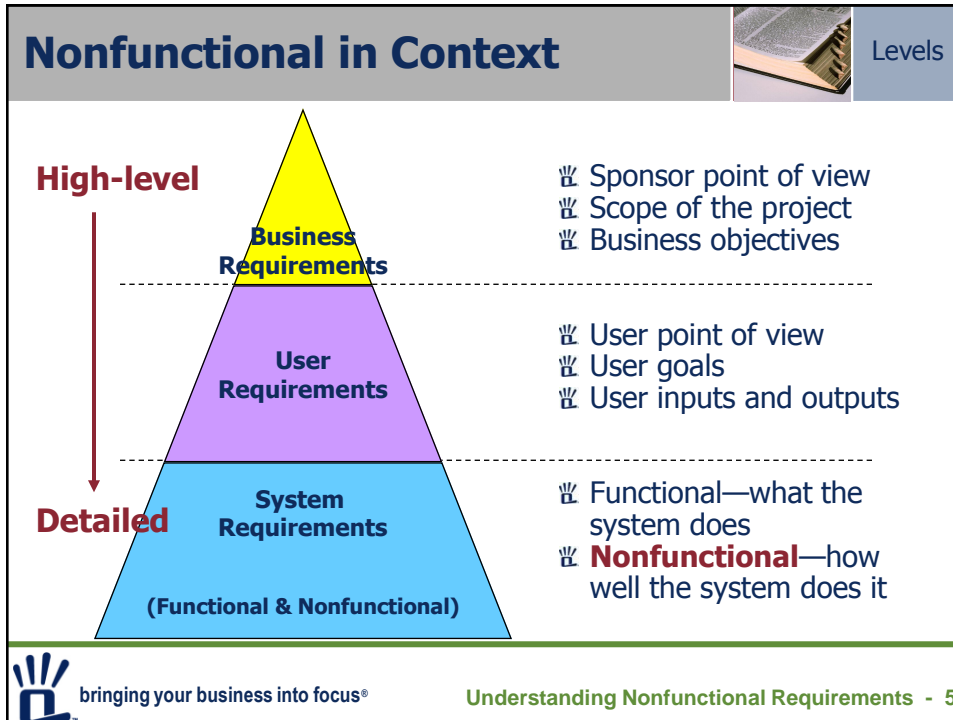 Nonfunctional in Context
Levels
High-level
Detailed
Business
Requirements
User
Requirements
System
Requirements
(Functional & Nonfunctional)
Sponsor point of view
Scope of the project
Business objectives
User point of view
User goals
User inputs and outputs
Functional—what the
system does
Nonfunctional—how
well the system does it
bringing your business into focus®
Understanding Nonfunctional Requirements - 5